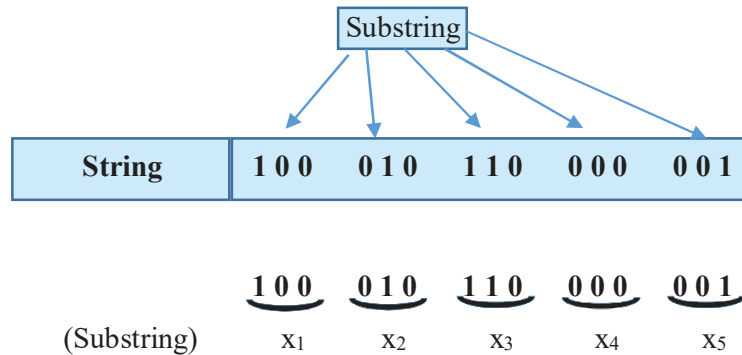 Substring
String 1 0 0 0 1 0 1 1 0 0 0 0 0 0 1
1 0 0 0 1 0 1 1 0 0 0 0 0 0 1
(Substring) x₁ x₂ x₃ x₄ x₅